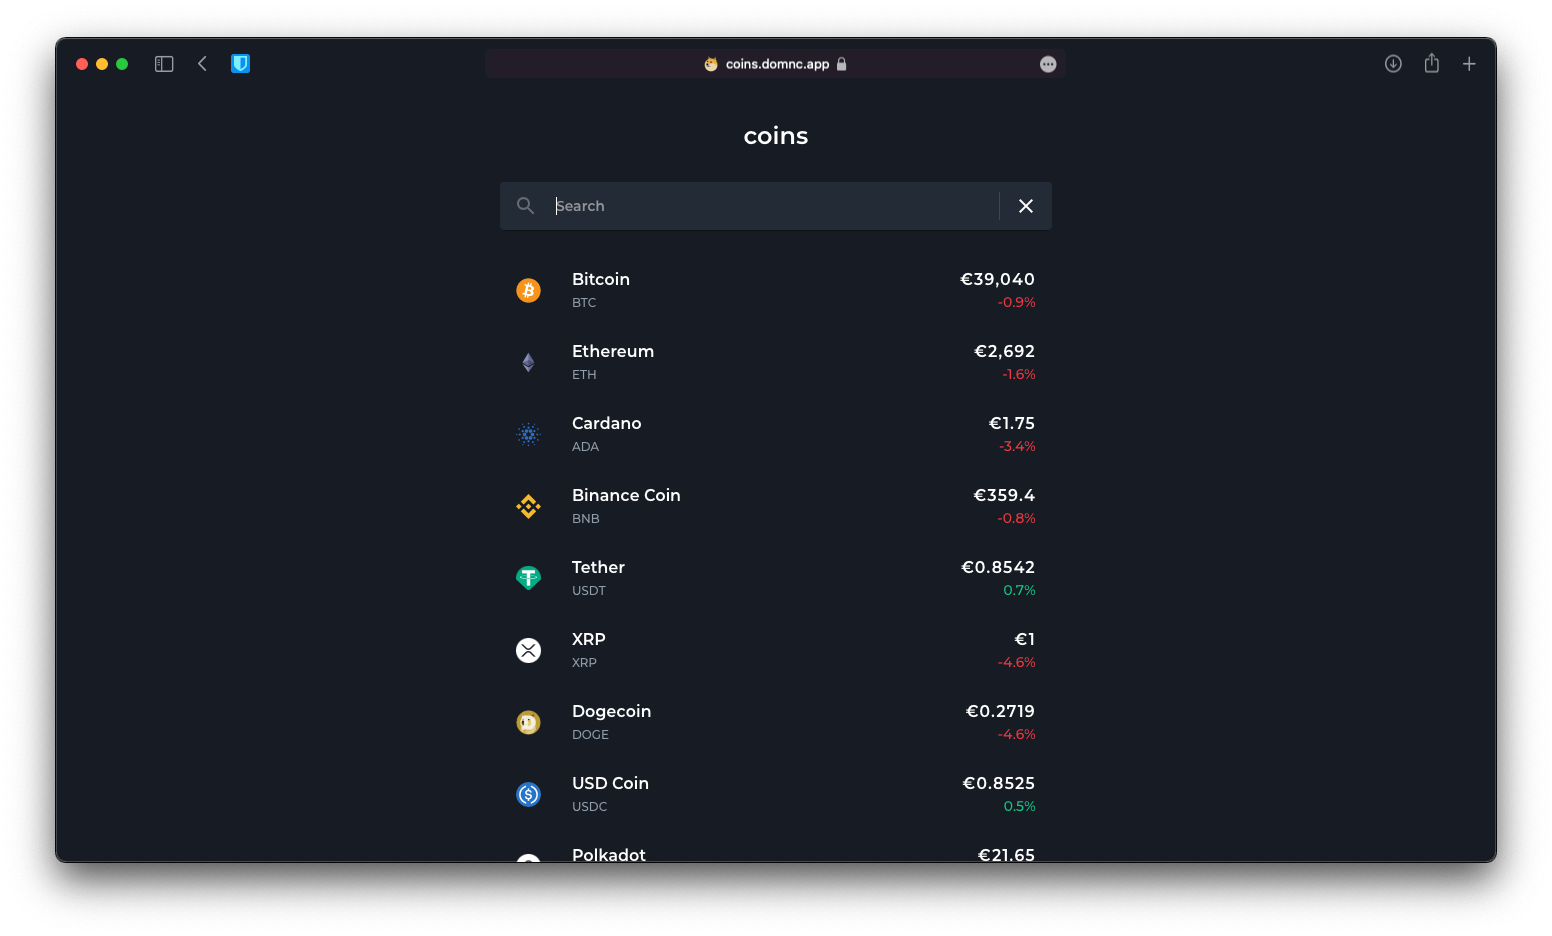 coins.domnc.app
coins
Search
Bitcoin €39,040
BTC -0.9%
Ethereum €2,692
ETH -1.6%
Cardano €1.75
ADA -3.4%
Binance Coin €359.4
BNB -0.8%
Tether €0.8542
USDT 0.7%
XRP €1
XRP -4.6%
Dogecoin €0.2719
DOGE -4.6%
USD Coin €0.8525
USDC 0.5%
Polkadot €21.65